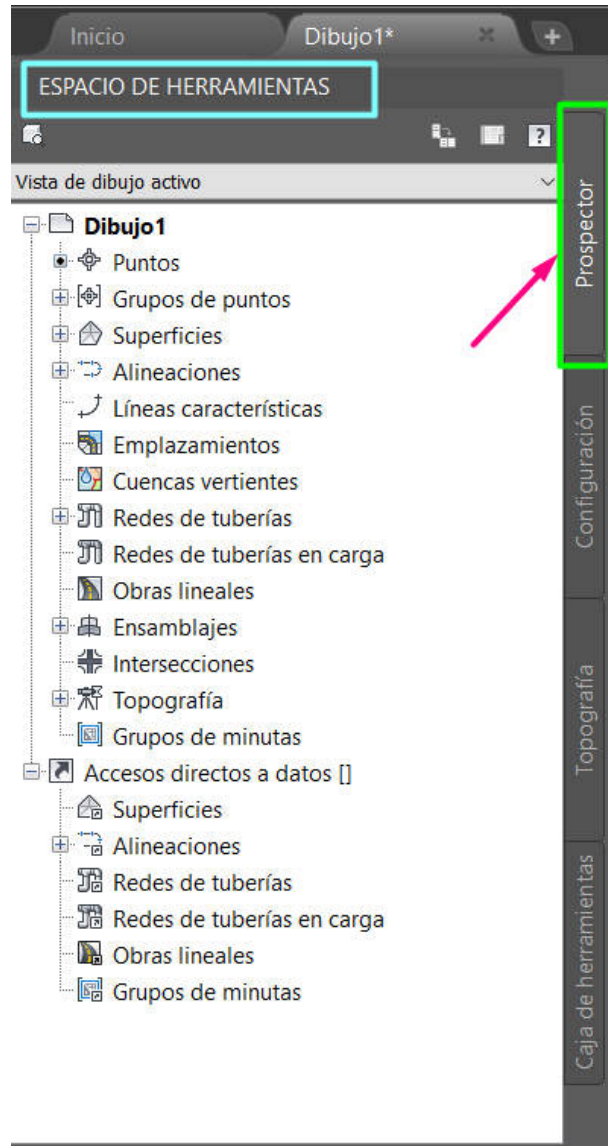 Inicio
Dibujo1*
ESPACIO DE HERRAMIENTAS
?
Vista de dibujo activo
Dibujo1
Puntos
Grupos de puntos
Superficies
Alineaciones
Líneas características
Emplazamientos
Cuencas vertientes
Redes de tuberías
Redes de tuberías en carga
Obras lineales
Ensamblajes
Intersecciones
Topografía
Grupos de minutas
Accesos directos a datos []
Superficies
Alineaciones
Redes de tuberías
Redes de tuberías en carga
Obras lineales
Grupos de minutas
Prospector
Configuración
Topografía
Caja de herramientas